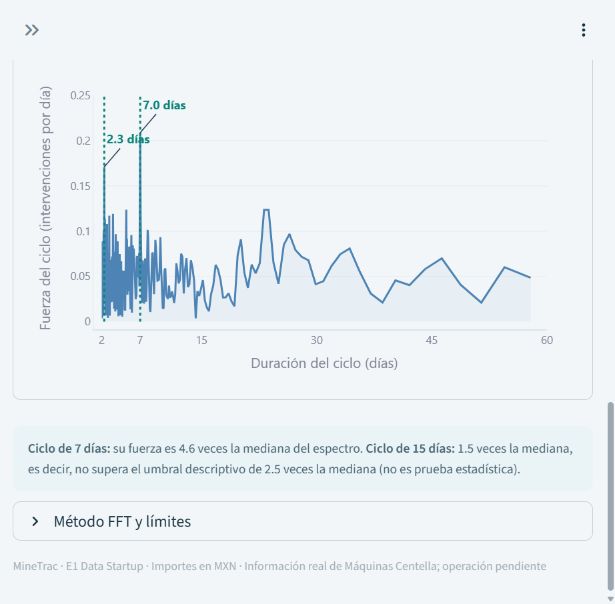 0.25
7.0 días
2.3 días
0.2
0.15
0.1
0.05
0
Fuerza del ciclo (intervenciones por día)
2 7 15 30 45 60
Duración del ciclo (días)
Ciclo de 7 días: su fuerza es 4.6 veces la mediana del espectro. Ciclo de 15 días: 1.5 veces la mediana,
es decir, no supera el umbral descriptivo de 2.5 veces la mediana (no es prueba estadística).
Método FFT y límites
MineTrac · E1 Data Startup · Importes en MXN · Información real de Máquinas Centella; operación pendiente